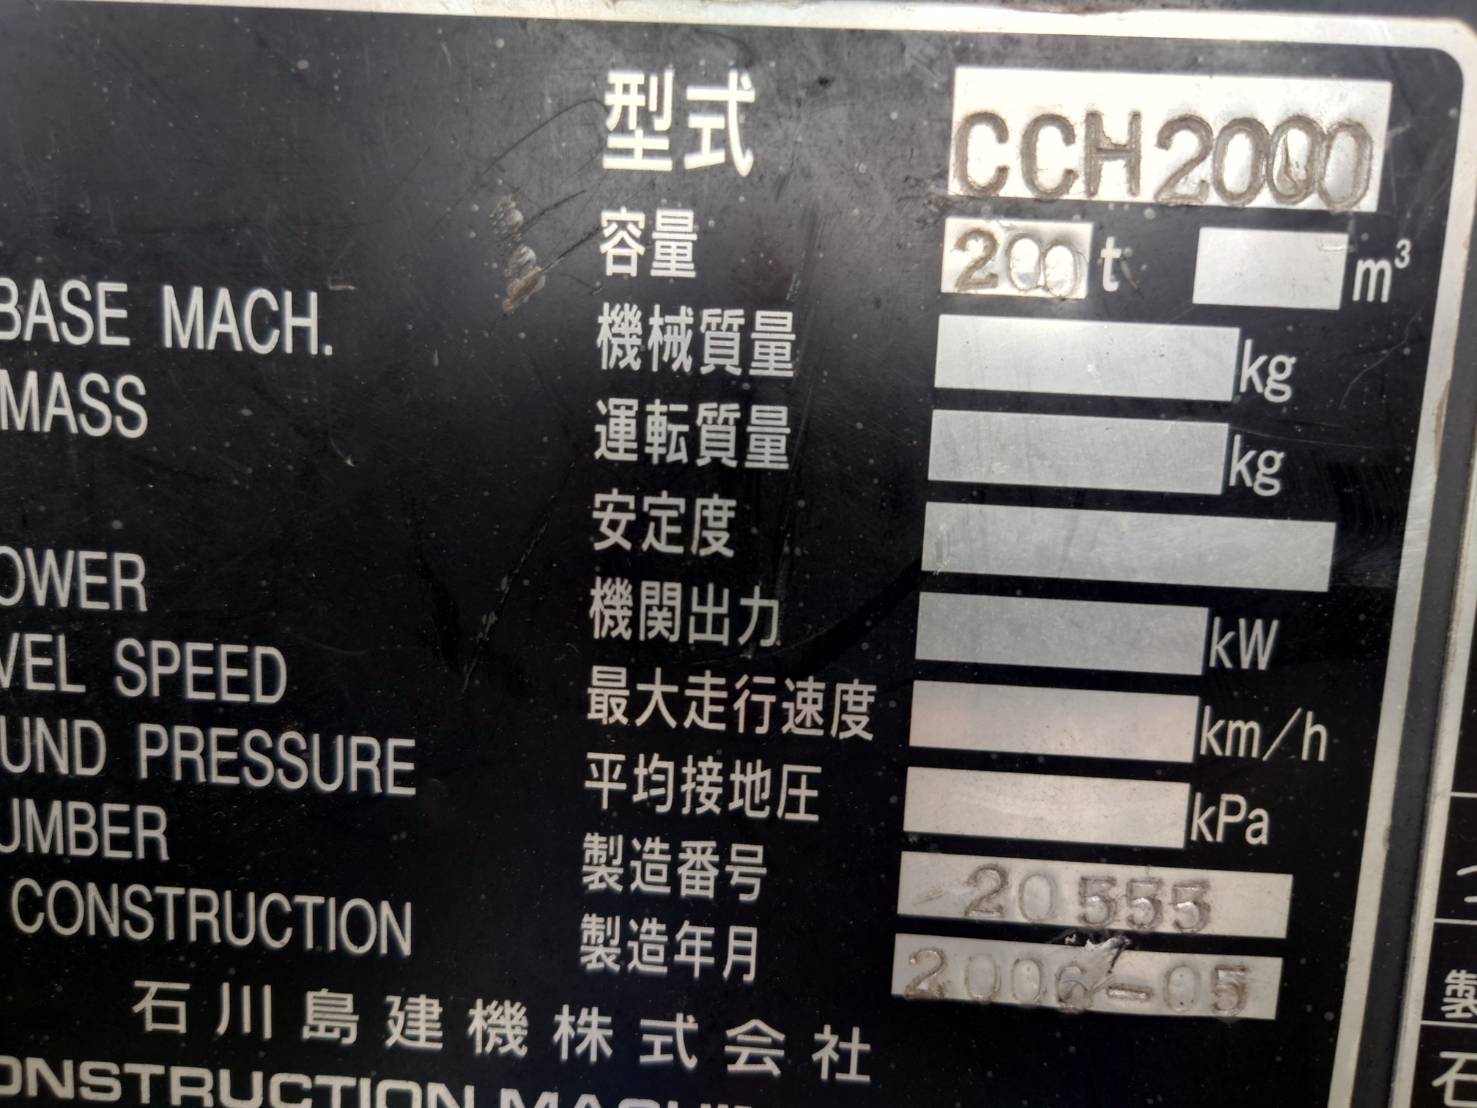 型式 CCH2000
容量 200 t m³
BASE MACH. 機械質量 kg
MASS 運転質量 kg
安定度
OWER 機関出力 kW
VEL SPEED 最大走行速度 km/h
UND PRESSURE 平均接地圧 kPa
UMBER 製造番号 20555
CONSTRUCTION 製造年月 2006-05
石川島建機株式会社
ONSTRUCTION
製
石